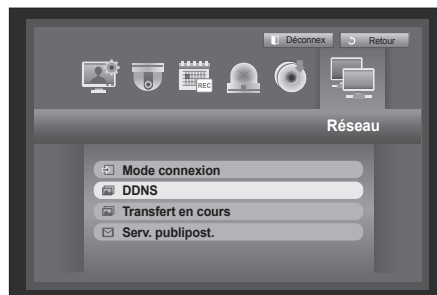 Déconnex Retour
REC
Réseau
Mode connexion
DDNS
Transfert en cours
Serv. publipost.